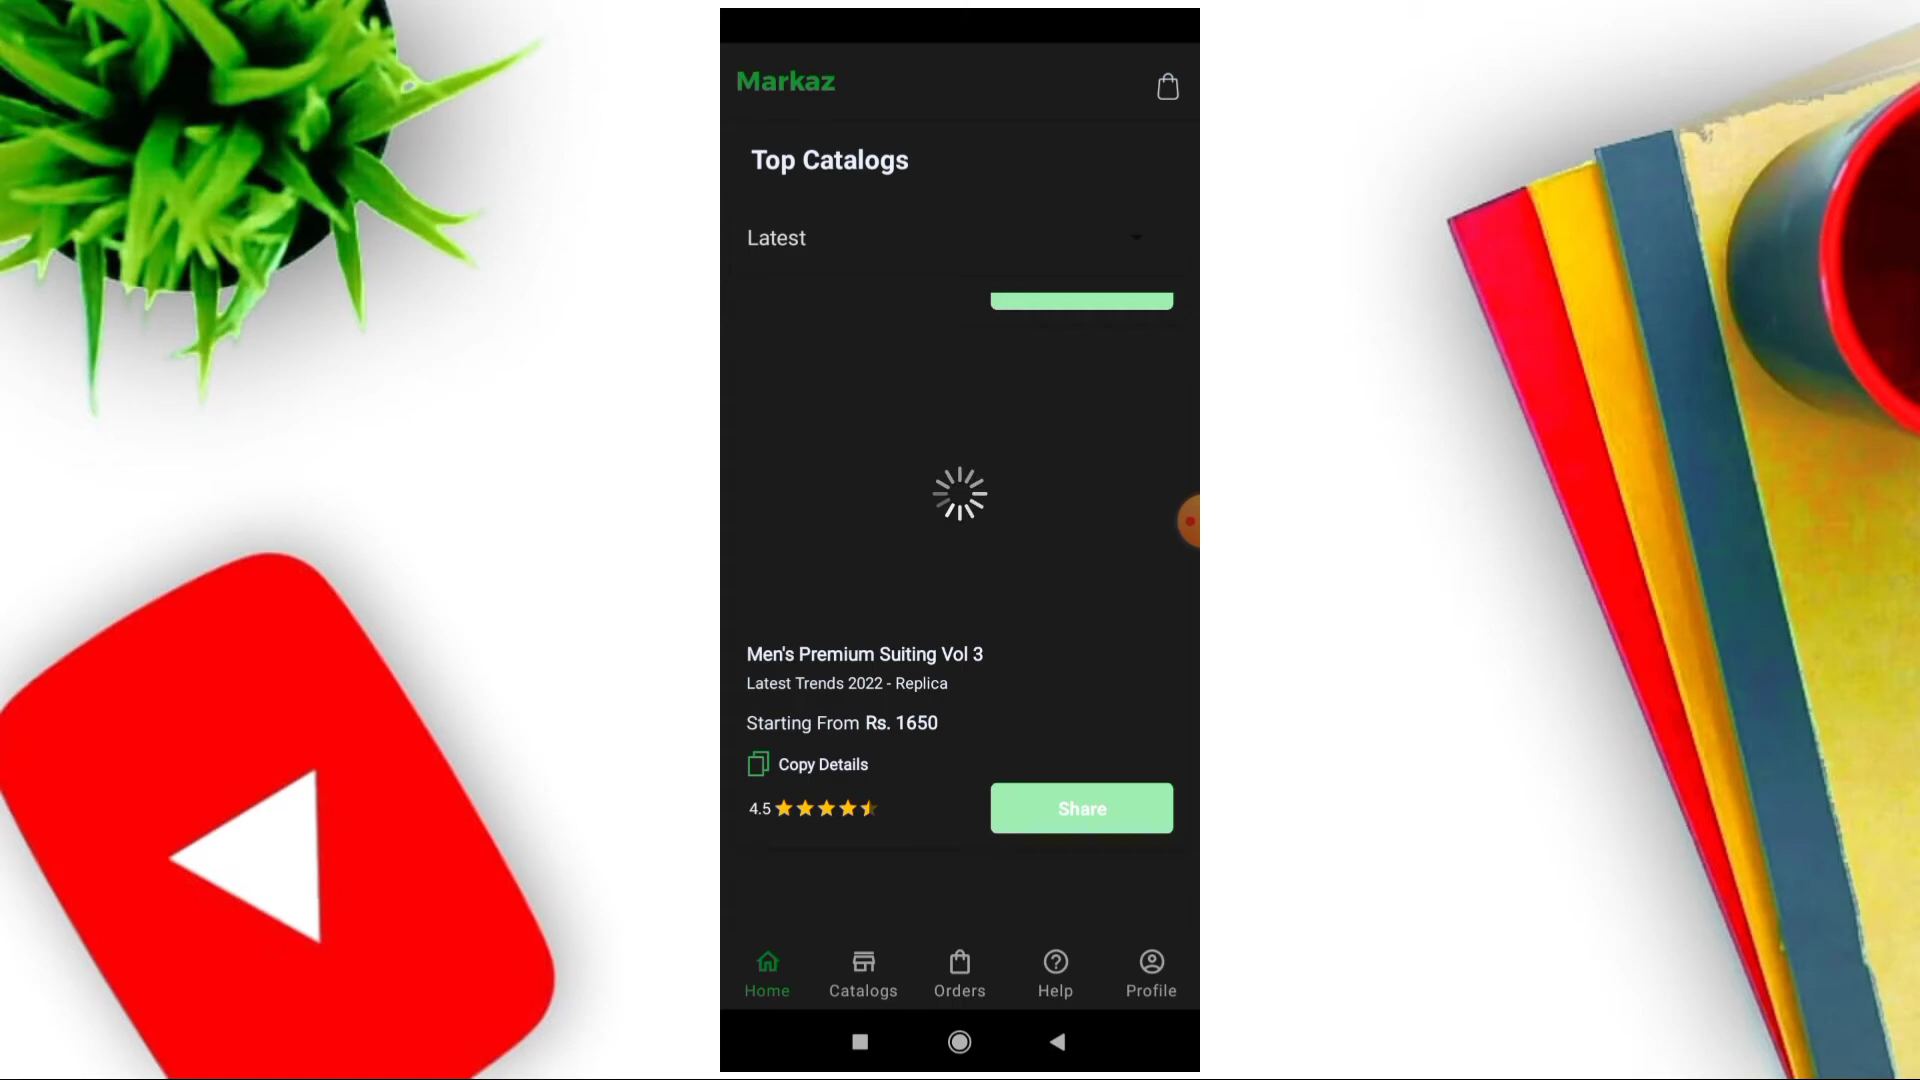 Markaz
Top Catalogs
Latest
Men's Premium Suiting Vol 3
Latest Trends 2022 - Replica
Starting From Rs. 1650
Copy Details
4.5
Share
Home
Catalogs
Orders
Help
Profile